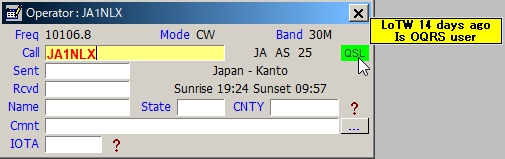 Operator : JA1NLX
LoTW 14 days ago
Is OQRS user
Freq 10106.8 Mode CW Band 30M
Call JA1NLX JA AS 25 QSL
Sent Japan - Kanto
Rcvd Sunrise 19:24 Sunset 09:57
Name State CNTY ?
Cmnt ...
IOTA ?